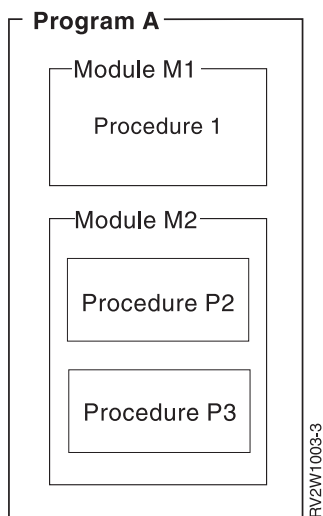 Program A
Module M1
Procedure 1
Module M2
Procedure P2
Procedure P3
RV2W1003-3